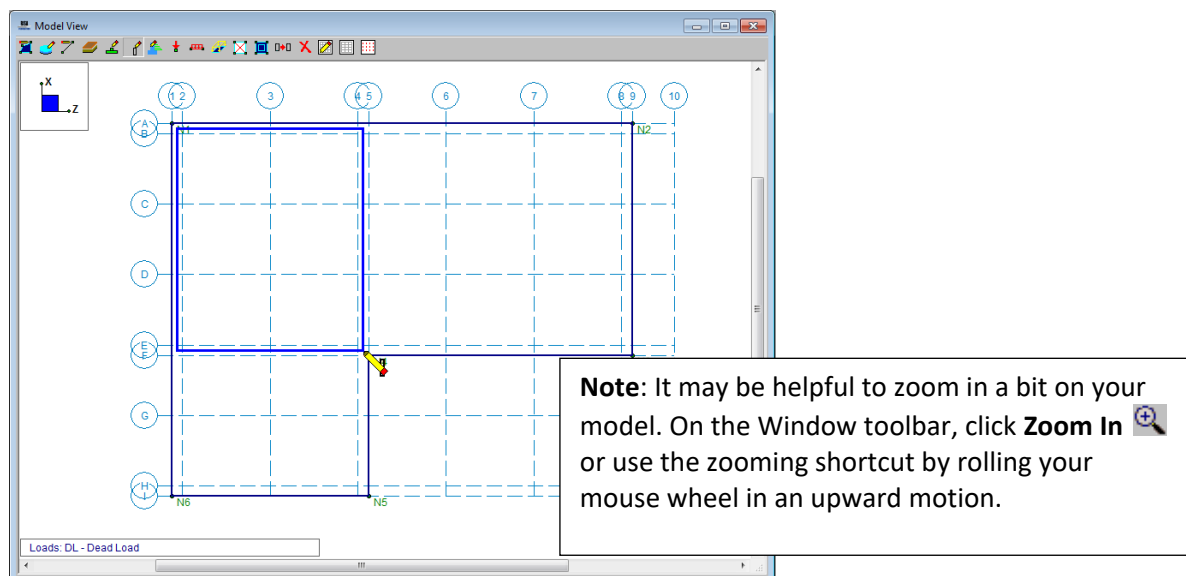 Model View
X
Z
1 2 3 4 5 6 7 8 9 10
A
N1
N2
B
C
D
E
F
G
H
I
N6
N5
Loads: DL - Dead Load
Note: It may be helpful to zoom in a bit on your
model. On the Window toolbar, click Zoom In
or use the zooming shortcut by rolling your
mouse wheel in an upward motion.